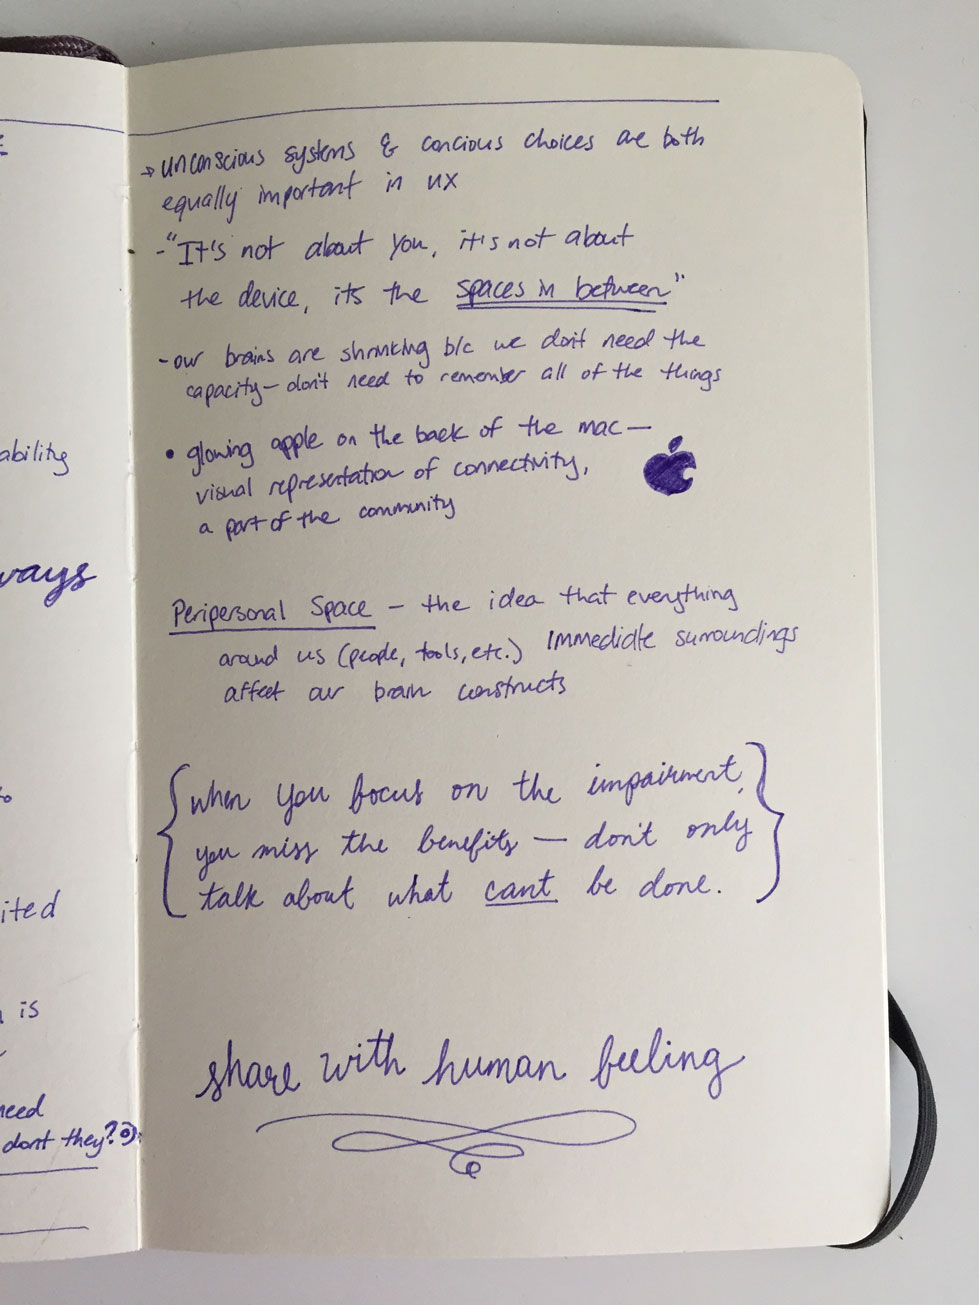 → unconscious systems & concious choices are both
equally important in UX
- "It's not about you, it's not about
the device, its the spaces in between"
- our brains are shrinking b/c we don't need the
capacity - don't need to remember all of the things
• glowing apple on the back of the mac —
visual representation of connectivity,
a part of the community
Peripersonal Space - the idea that everything
around us (people, tools, etc.) immediate surroundings
affect our brain constructs
{when you focus on the impairment,
you miss the benefits — don't only
talk about what can't be done.}
share with human feeling
ability
ways
ited
is
need
don't they?